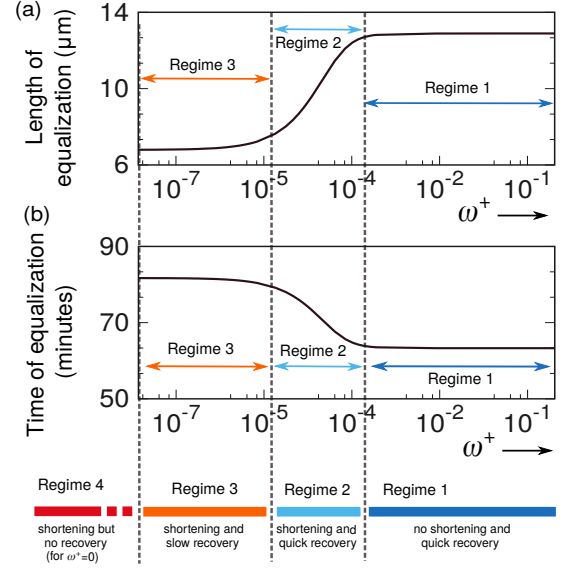 (a)
14
10
6
Length of
equalization (μm)
Regime 3
Regime 2
Regime 1
10⁻⁷
10⁻⁵
10⁻⁴
10⁻²
10⁻¹
ω⁺
(b)
90
70
50
Time of equalization
(minutes)
Regime 3
Regime 2
Regime 1
10⁻⁷
10⁻⁵
10⁻⁴
10⁻²
10⁻¹
ω⁺
Regime 4
Regime 3
Regime 2
Regime 1
shortening but
no recovery
(for ω⁺=0)
shortening and
slow recovery
shortening and
quick recovery
no shortening and
quick recovery